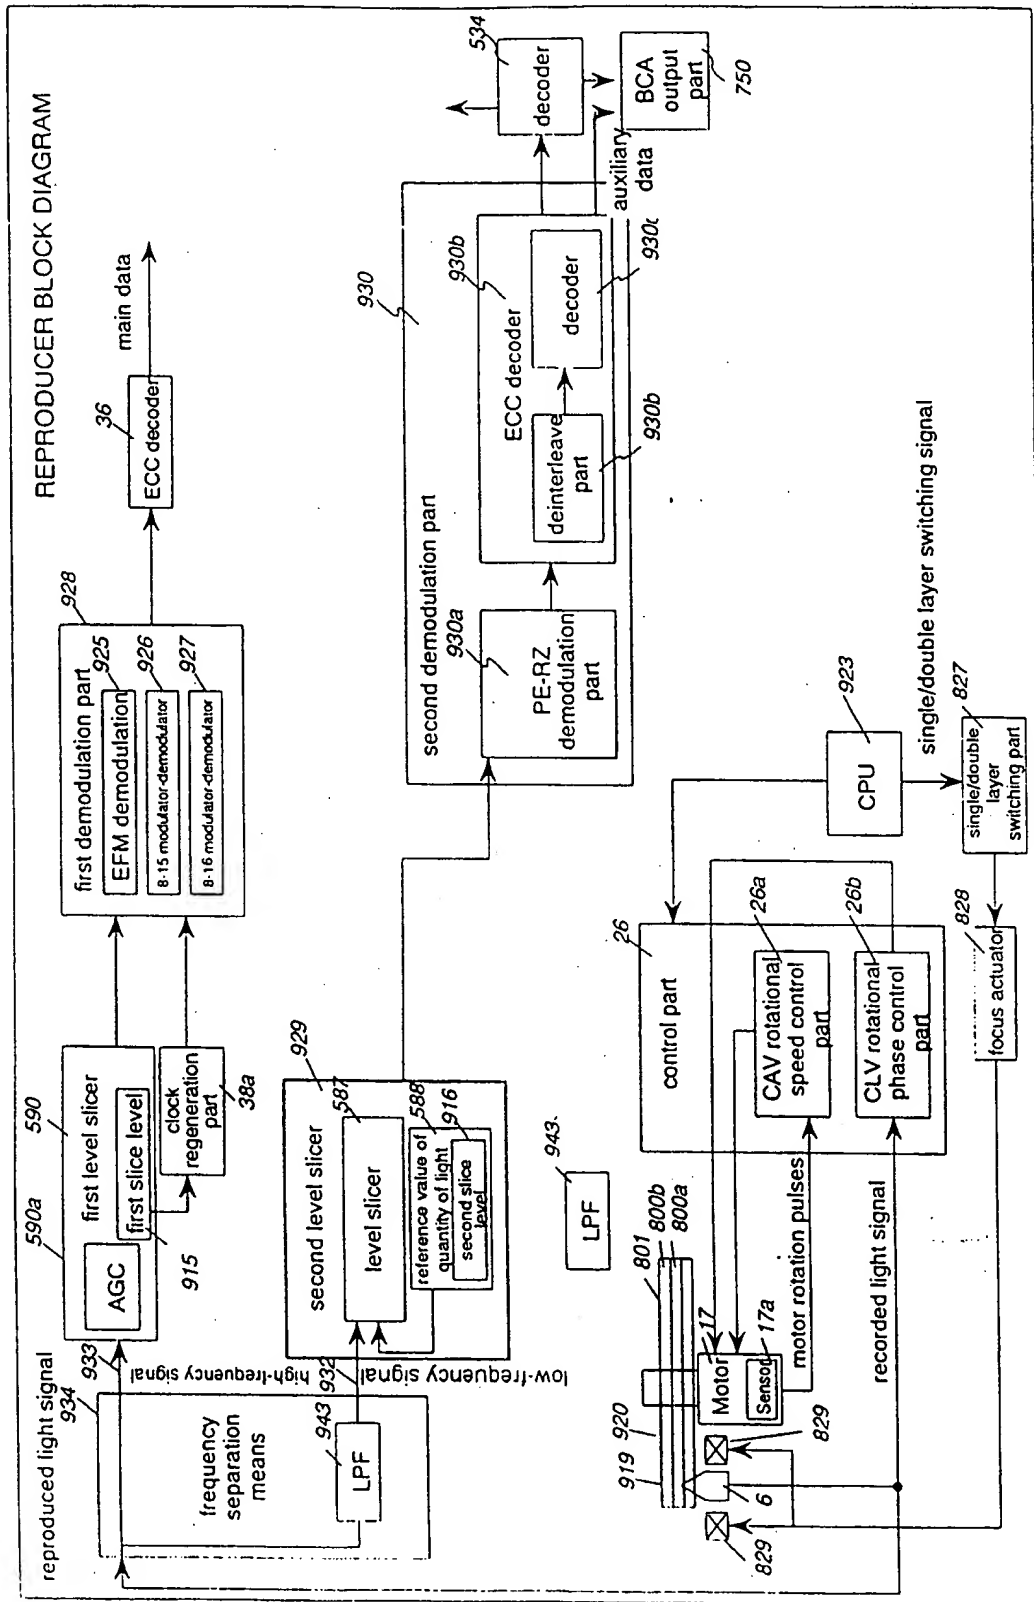 REPRODUCER BLOCK DIAGRAM
reproduced light signal
934
frequency
separation
means
943
LPF
933
high-frequency signal
932
low-frequency signal
590a
590
first level slicer
AGC
first slice level
915
clock
regeneration
part
38a
928
first demodulation part
925
EFM demodulation
926
8-15 modulator-demodulator
927
8-16 modulator-demodulator
36
ECC decoder
main data
929
second level slicer
587
level slicer
588
reference value of
quantity of light
916
second slice
level
930
second demodulation part
930a
PE-RZ
demodulation
part
930b
ECC decoder
deinterleave
part
930b
decoder
930c
auxiliary
data
534
decoder
BCA
output
part
750
943
LPF
919
920
801
800b
800a
17
Motor
17a
Sensor
829
829
6
motor rotation pulses
recorded light signal
26
control part
26a
CAV rotational
speed control
part
26b
CLV rotational
phase control
part
923
CPU
single/double layer switching signal
827
single/double
layer
switching part
828
focus actuator